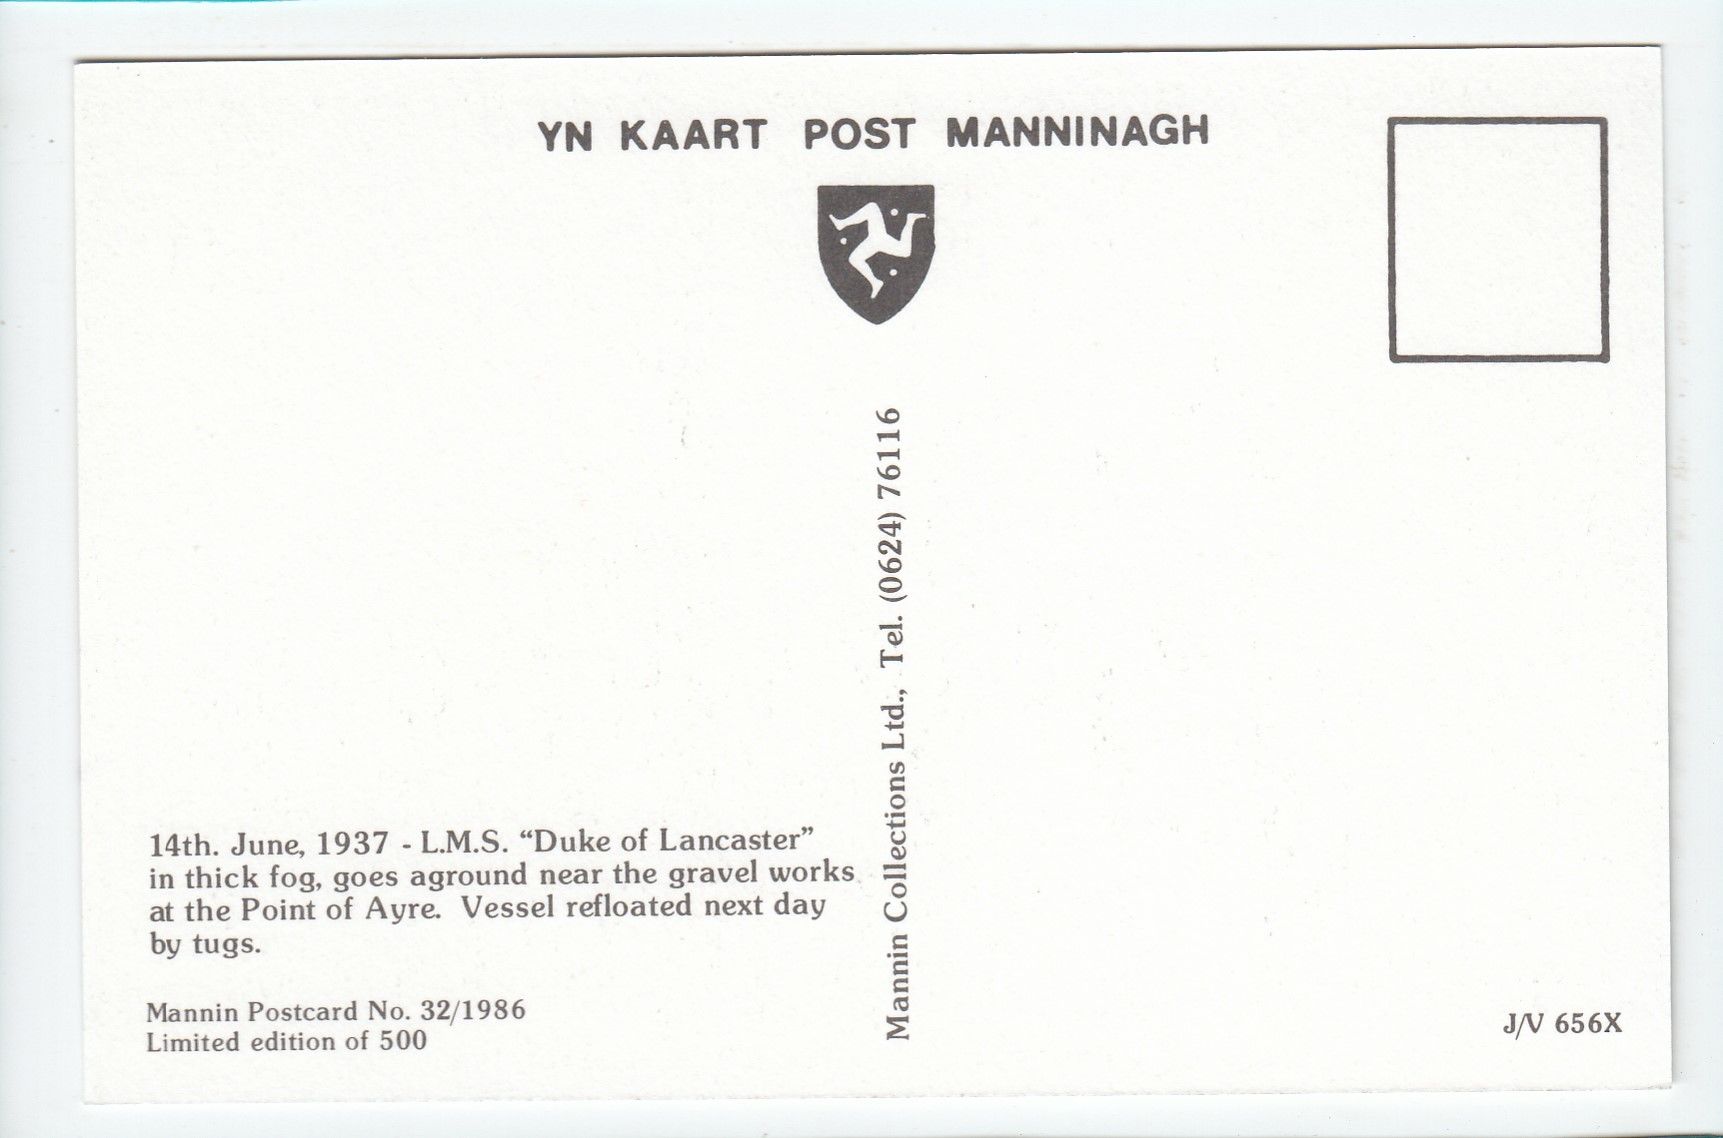 YN KAART POST MANNINAGH
Mannin Collections Ltd., Tel. (0624) 76116
14th. June, 1937 - L.M.S. “Duke of Lancaster”
in thick fog, goes aground near the gravel works
at the Point of Ayre. Vessel refloated next day
by tugs.
Mannin Postcard No. 32/1986
Limited edition of 500
J/V 656X